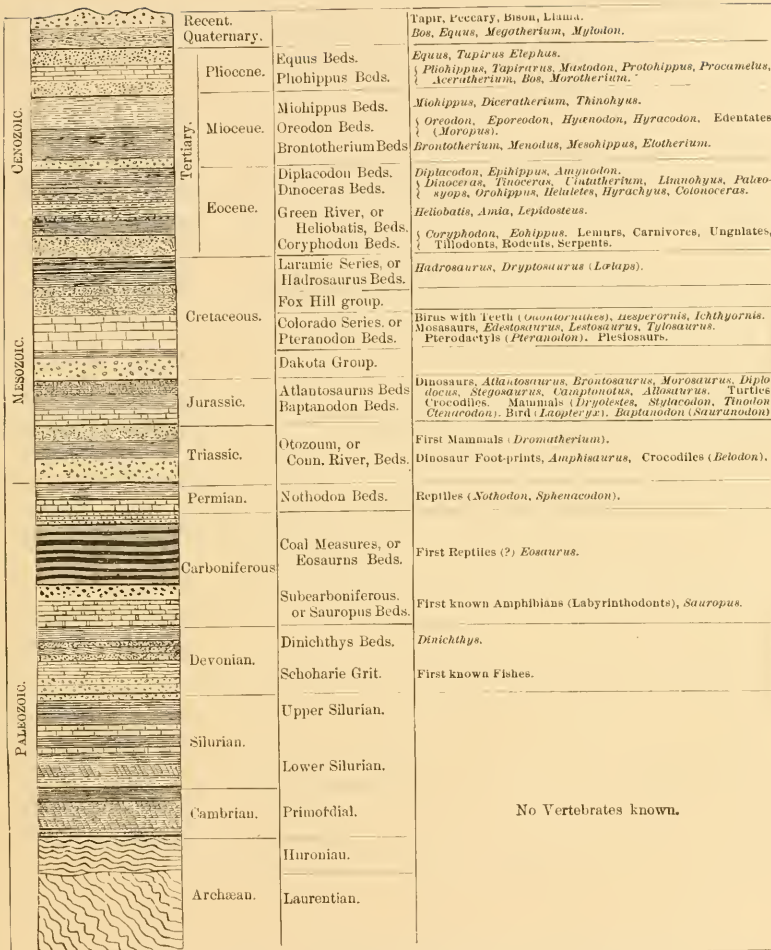 CENOZOIC.
MESOZOIC.
PALEOZOIC.
Tertiary.
Recent.
Quaternary.
Tapir, Peccary, Bison, Llama.
Bos, Equus, Megatherium, Mylodon.
Pliocene.
Equus Beds.
Pliohippus Beds.
Equus, Tapirus Elephus.
Pliohippus, Tapiravus, Mastodon, Protohippus, Procamelus,
Aceratherium, Bos, Morotherium.
Miocene.
Miohippus Beds.
Oreodon Beds.
Brontotherium Beds
Miohippus, Diceratherium, Thinohyus.
Oreodon, Eporeodon, Hyænodon, Hyracodon, Edentates
(Moropus).
Brontotherium, Menodus, Mesohippus, Elotherium.
Eocene.
Diplacodon Beds.
Dinoceras Beds.
Green River, or
Heliobatis, Beds.
Coryphodon Beds.
Diplacodon, Epihippus, Amynodon.
Dinoceras, Tinoceras, Uintatherium, Limnohyus, Palæo-
syops, Orohippus, Helaletes, Hyrachyus, Colonoceras.
Heliobatis, Amia, Lepidosteus.
Coryphodon, Eohippus. Lemurs, Carnivores, Ungulates,
Tillodonts, Rodents, Serpents.
Cretaceous.
Laramie Series, or
Hadrosaurus Beds.
Fox Hill group.
Colorado Series. or
Pteranodon Beds.
Dakota Group.
Hadrosaurus, Dryptosaurus (Lælaps).
Birds with Teeth (Odontornithes), Hesperornis, Ichthyornis.
Mosasaurs, Edestosaurus, Lestosaurus, Tylosaurus.
Pterodactyls (Pteranodon). Plesiosaurs.
Jurassic.
Atlantosaurus Beds
Baptanodon Beds.
Dinosaurs, Atlantosaurus, Brontosaurus, Morosaurus, Diplo
docus, Stegosaurus, Camptonotus, Allosaurus. Turtles
Crocodiles. Mammals (Dryolestes, Stylacodon, Tinodon
Ctenacodon). Bird (Laopteryx). Baptanodon (Sauranodon)
Triassic.
Otozoum, or
Conn. River, Beds.
First Mammals (Dromatherium).
Dinosaur Foot-prints, Amphisaurus, Crocodiles (Belodon).
Permian.
Nothodon Beds.
Reptiles (Nothodon, Sphenacodon).
Carboniferous
Coal Measures, or
Eosaurus Beds.
Subcarboniferous.
or Sauropus Beds.
First Reptiles (?) Eosaurus.
First known Amphibians (Labyrinthodonts), Sauropus.
Devonian.
Dinichthys Beds.
Schoharie Grit.
Dinichthys.
First known Fishes.
Silurian.
Upper Silurian.
Lower Silurian.
Cambrian.
Primordial.
No Vertebrates known.
Archæan.
Huronian.
Laurentian.